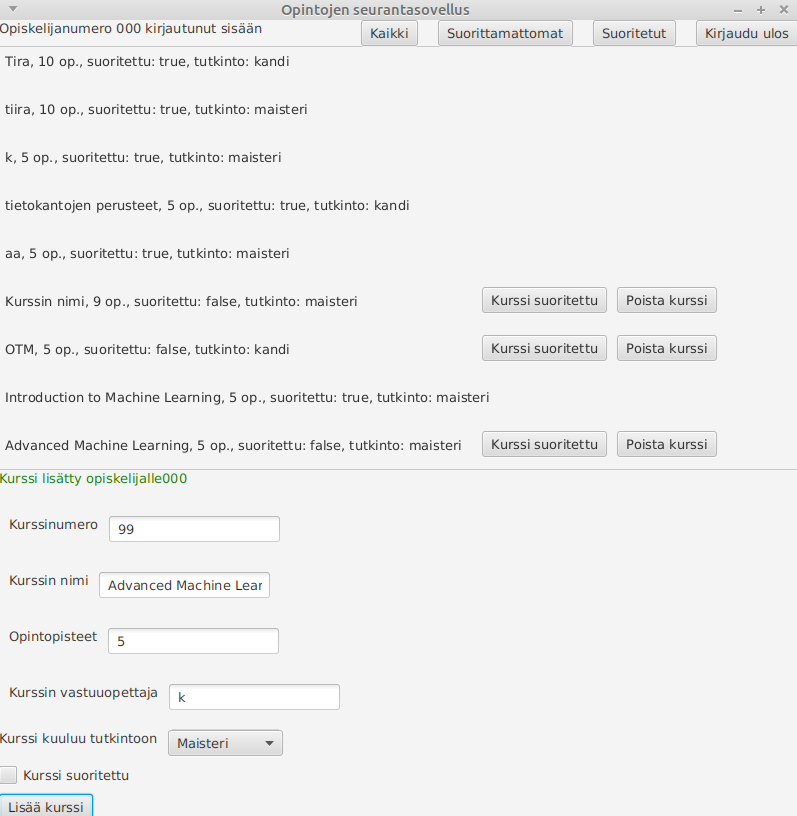 Opintojen seurantasovellus
Opiskelijanumero 000 kirjautunut sisään Kaikki Suorittamattomat Suoritetut Kirjaudu ulos
Tira, 10 op., suoritettu: true, tutkinto: kandi
tiira, 10 op., suoritettu: true, tutkinto: maisteri
k, 5 op., suoritettu: true, tutkinto: maisteri
tietokantojen perusteet, 5 op., suoritettu: true, tutkinto: kandi
aa, 5 op., suoritettu: true, tutkinto: maisteri
Kurssin nimi, 9 op., suoritettu: false, tutkinto: maisteri Kurssi suoritettu Poista kurssi
OTM, 5 op., suoritettu: false, tutkinto: kandi Kurssi suoritettu Poista kurssi
Introduction to Machine Learning, 5 op., suoritettu: true, tutkinto: maisteri
Advanced Machine Learning, 5 op., suoritettu: false, tutkinto: maisteri Kurssi suoritettu Poista kurssi
Kurssi lisätty opiskelijalle000
Kurssinumero 99
Kurssin nimi Advanced Machine Lear
Opintopisteet 5
Kurssin vastuuopettaja k
Kurssi kuuluu tutkintoon Maisteri
Kurssi suoritettu
Lisää kurssi